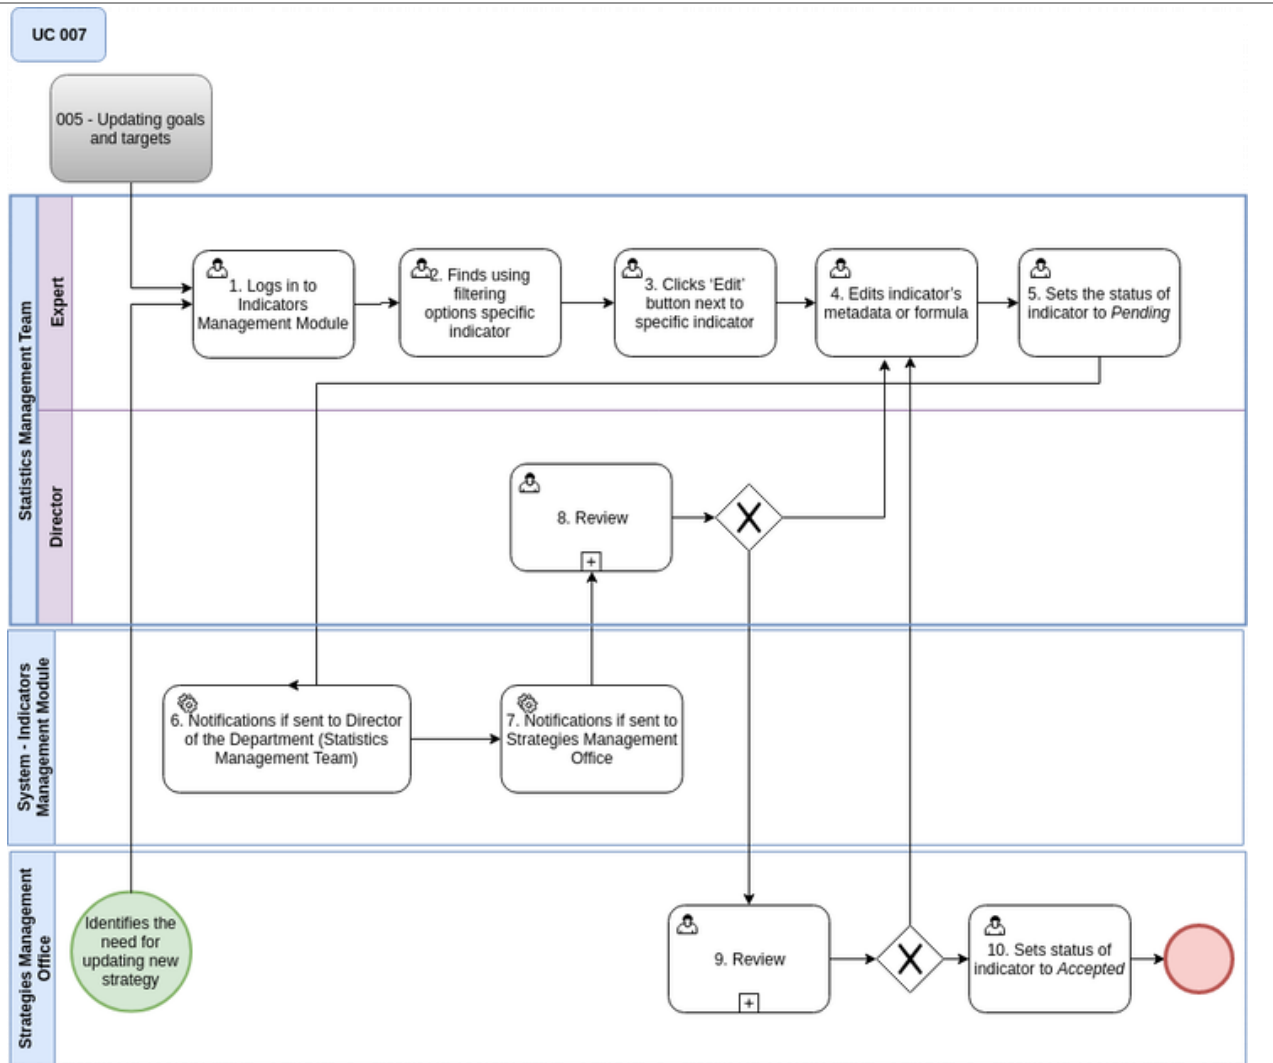 UC 007
005 - Updating goals
and targets
Statistics Management Team
Expert
1. Logs in to
Indicators
Management Module
2. Finds using
filtering
options specific
indicator
3. Clicks ‘Edit’
button next to
specific indicator
4. Edits indicator’s
metadata or formula
5. Sets the status of
indicator to Pending
Director
8. Review
System - Indicators
Management Module
6. Notifications if sent to Director
of the Department (Statistics
Management Team)
7. Notifications if sent to
Strategies Management
Office
Strategies Management
Office
Identifies the
need for
updating new
strategy
9. Review
10. Sets status of
indicator to Accepted